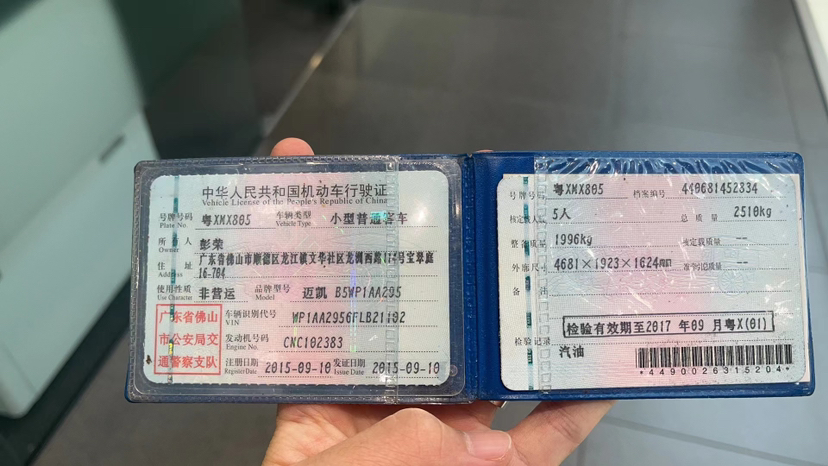 中华人民共和国机动车行驶证
Vehicle License of the People's Republic of China
号牌号码 粤XMX805 车辆类型 小型普通客车
Plate No. Vehicle Type
所有人 彭荣
Owner
住址 广东省佛山市顺德区龙江镇文华社区龙洲西路174号宝翠庭
Address 16-704
使用性质 非营运 品牌型号 迈凯 B5WP1AA295
Use Character Model
广东省佛山
市公安局交
通警察支队
车辆识别代号 WP1AA2956FLB21102
VIN
发动机号码 CNC102383
Engine No.
注册日期 2015-09-10 发证日期 2015-09-10
Register Date Issue Date
号牌号码 粤XMX805 档案编号 440681452334
核定载人数 5人 总质量 2510kg
整备质量 1996kg 核定载质量 --
外廓尺寸 4681×1923×1624mm 准牵引总质量 --
备注
检验有效期至2017年09月粤X(01)
检验记录
汽油
*4490026315204*